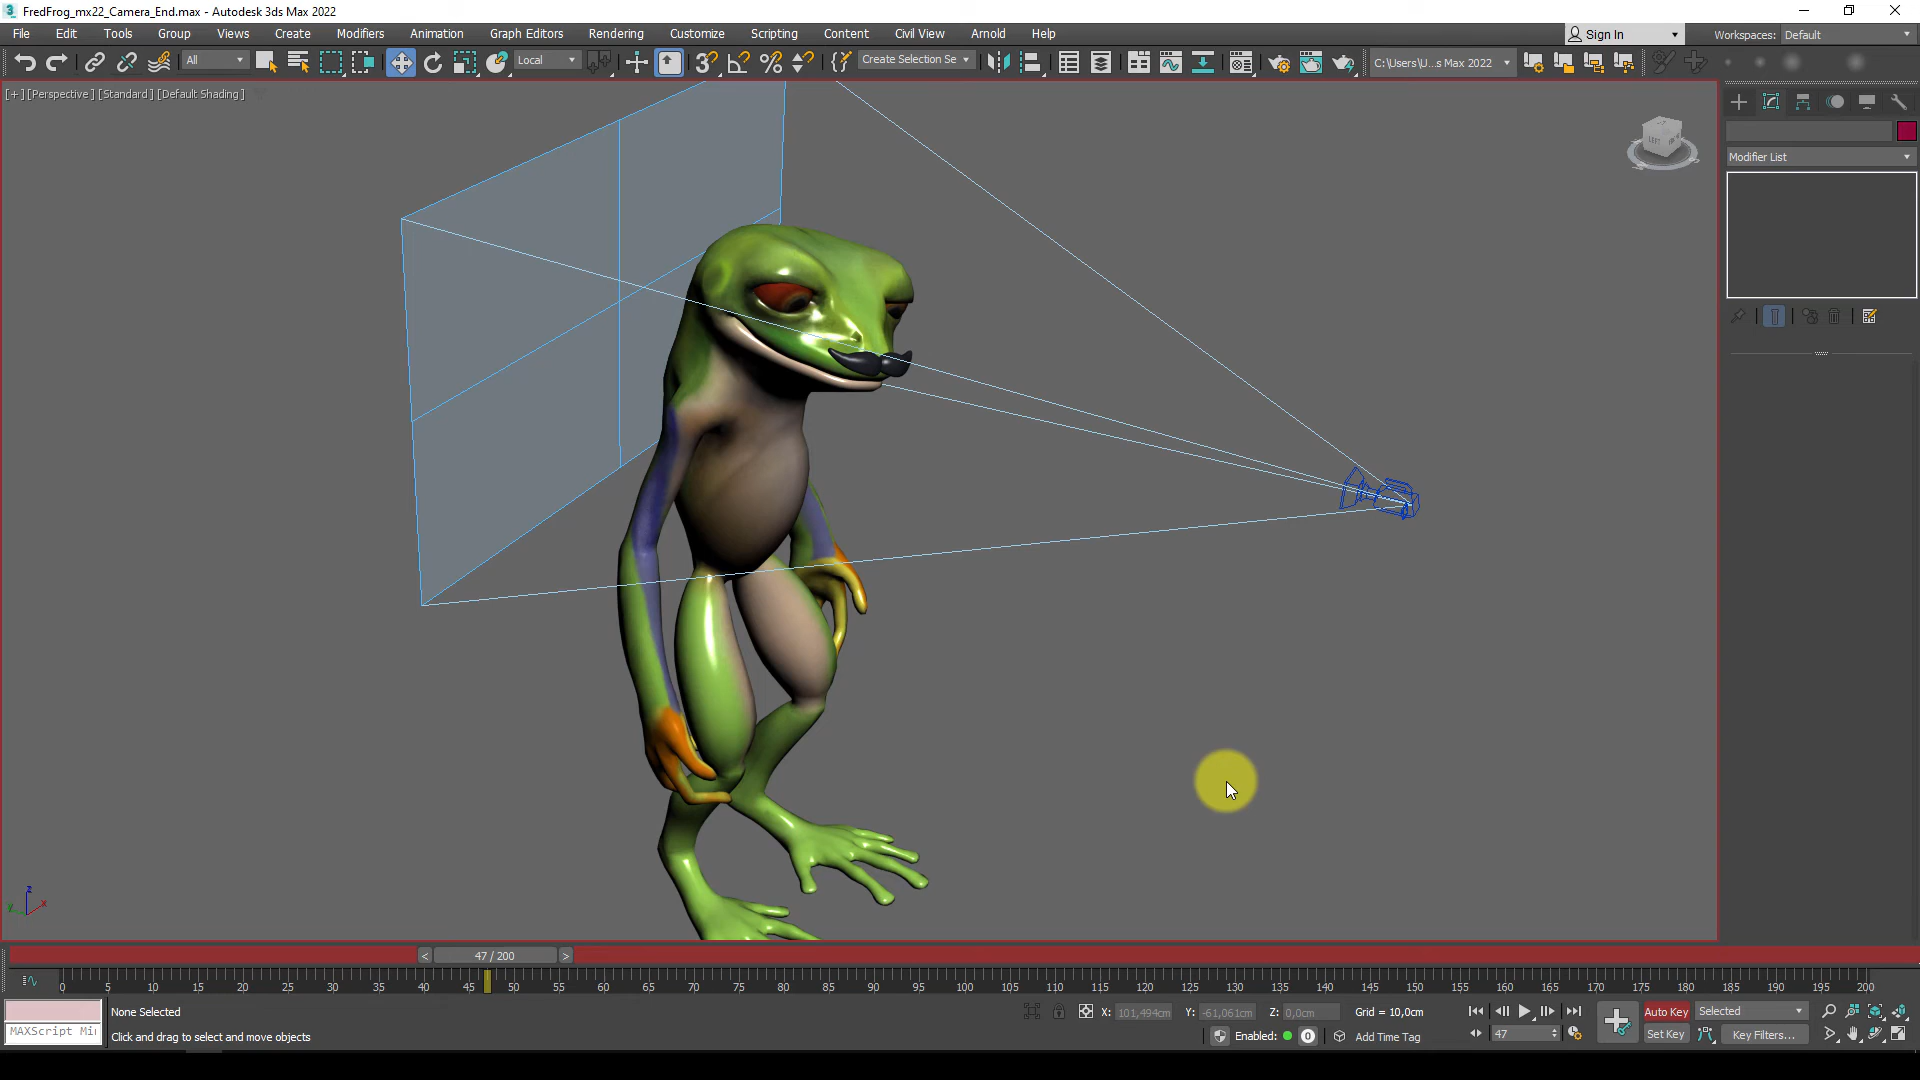 FredFrog_mx22_Camera_End.max - Autodesk 3ds Max 2022
File Edit Tools Group Views Create Modifiers Animation Graph Editors Rendering Customize Scripting Content Civil View Arnold Help Sign In Workspaces: Default
All Local Create Selection Se C:\Users\U...s Max 2022
[+] [Perspective] [Standard] [Default Shading]
Modifier List
z
y x
< 47 / 200 >
0 5 10 15 20 25 30 35 40 45 50 55 60 65 70 75 80 85 90 95 100 105 110 115 120 125 130 135 140 145 150 155 160 165 170 175 180 185 190 195 200
None Selected X: 101,494cm Y: -61,061cm Z: 0,0cm Grid = 10,0cm Auto Key Selected
MAXScript Mi Click and drag to select and move objects Enabled: 0 Add Time Tag 47 Set Key Key Filters...